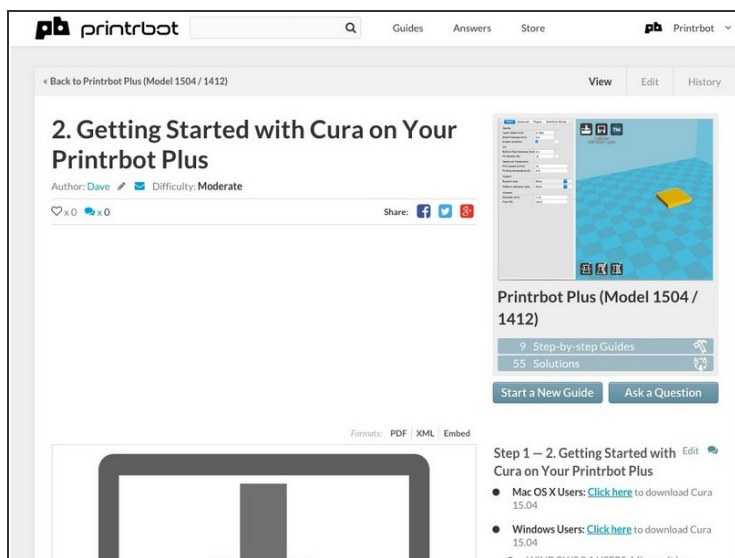 pb printrbot
Guides Answers Store
pb Printrbot
« Back to Printrbot Plus (Model 1504 / 1412)
View Edit History
2. Getting Started with Cura on Your
Printrbot Plus
Author: Dave Difficulty: Moderate
x 0 x 0
Share:
Printrbot Plus (Model 1504 /
1412)
9 Step-by-step Guides
55 Solutions
Start a New Guide Ask a Question
Formats: PDF XML Embed
Step 1 — 2. Getting Started with Edit
Cura on Your Printrbot Plus
Mac OS X Users: Click here to download Cura
15.04
Windows Users: Click here to download Cura
15.04